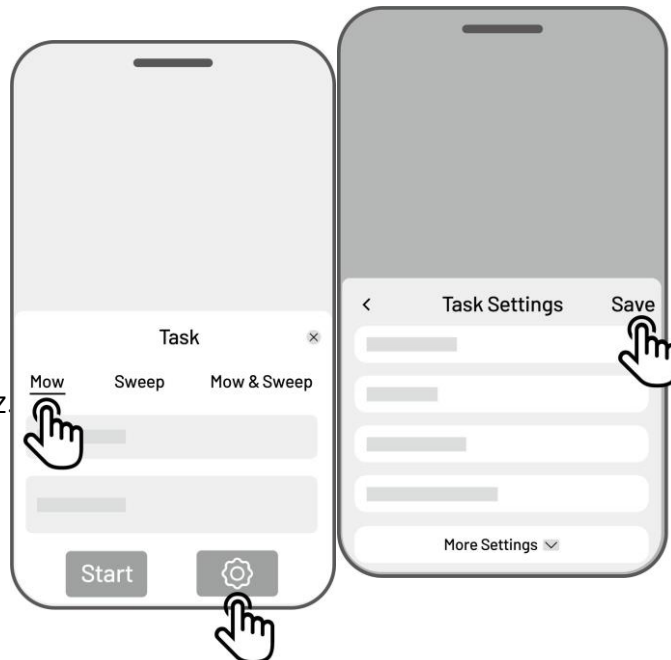 Task
Mow Sweep Mow & Sweep
z.
Start
Task Settings Save
More Settings